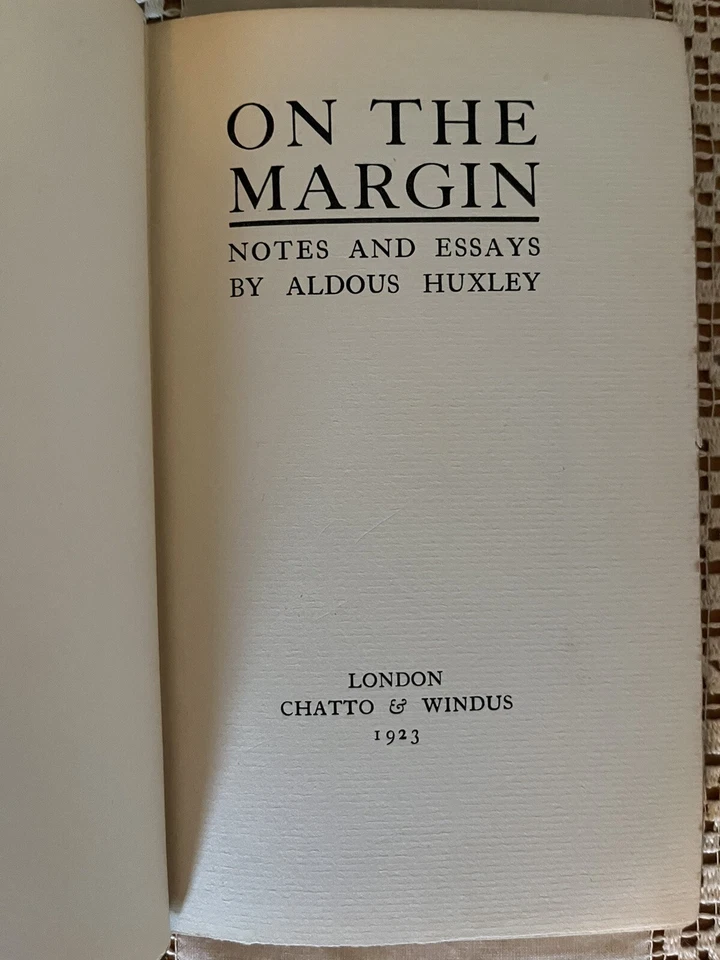 ON THE
MARGIN
NOTES AND ESSAYS
BY ALDOUS HUXLEY
LONDON
CHATTO & WINDUS
1923